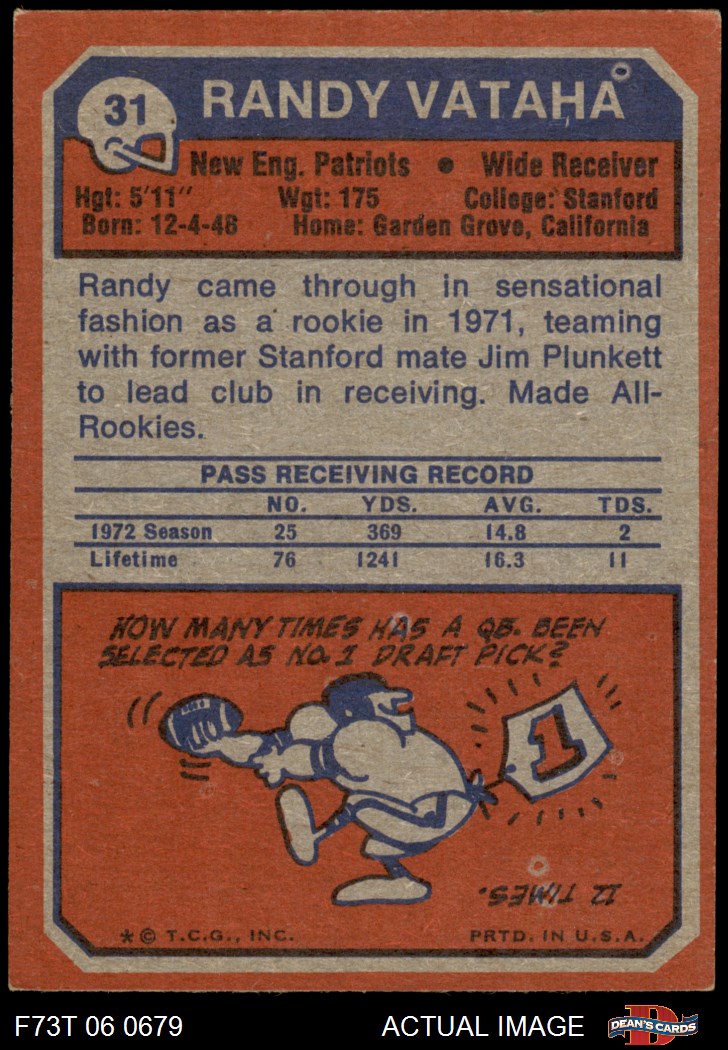 31
RANDY VATAHA
New Eng. Patriots • Wide Receiver
Hgt: 5'11" Wgt: 175 College: Stanford
Born: 12-4-48 Home: Garden Grove, California
Randy came through in sensational
fashion as a rookie in 1971, teaming
with former Stanford mate Jim Plunkett
to lead club in receiving. Made All-
Rookies.
PASS RECEIVING RECORD
NO. YDS. AVG. TDS.
1972 Season 25 369 14.8 2
Lifetime 76 1241 16.3 11
HOW MANY TIMES HAS A QB. BEEN
SELECTED AS NO. 1 DRAFT PICK?
1
12 TIMES.
* © T.C.G., INC. PRTD. IN U.S.A.
F73T 06 0679 ACTUAL IMAGE DEAN'S CARDS